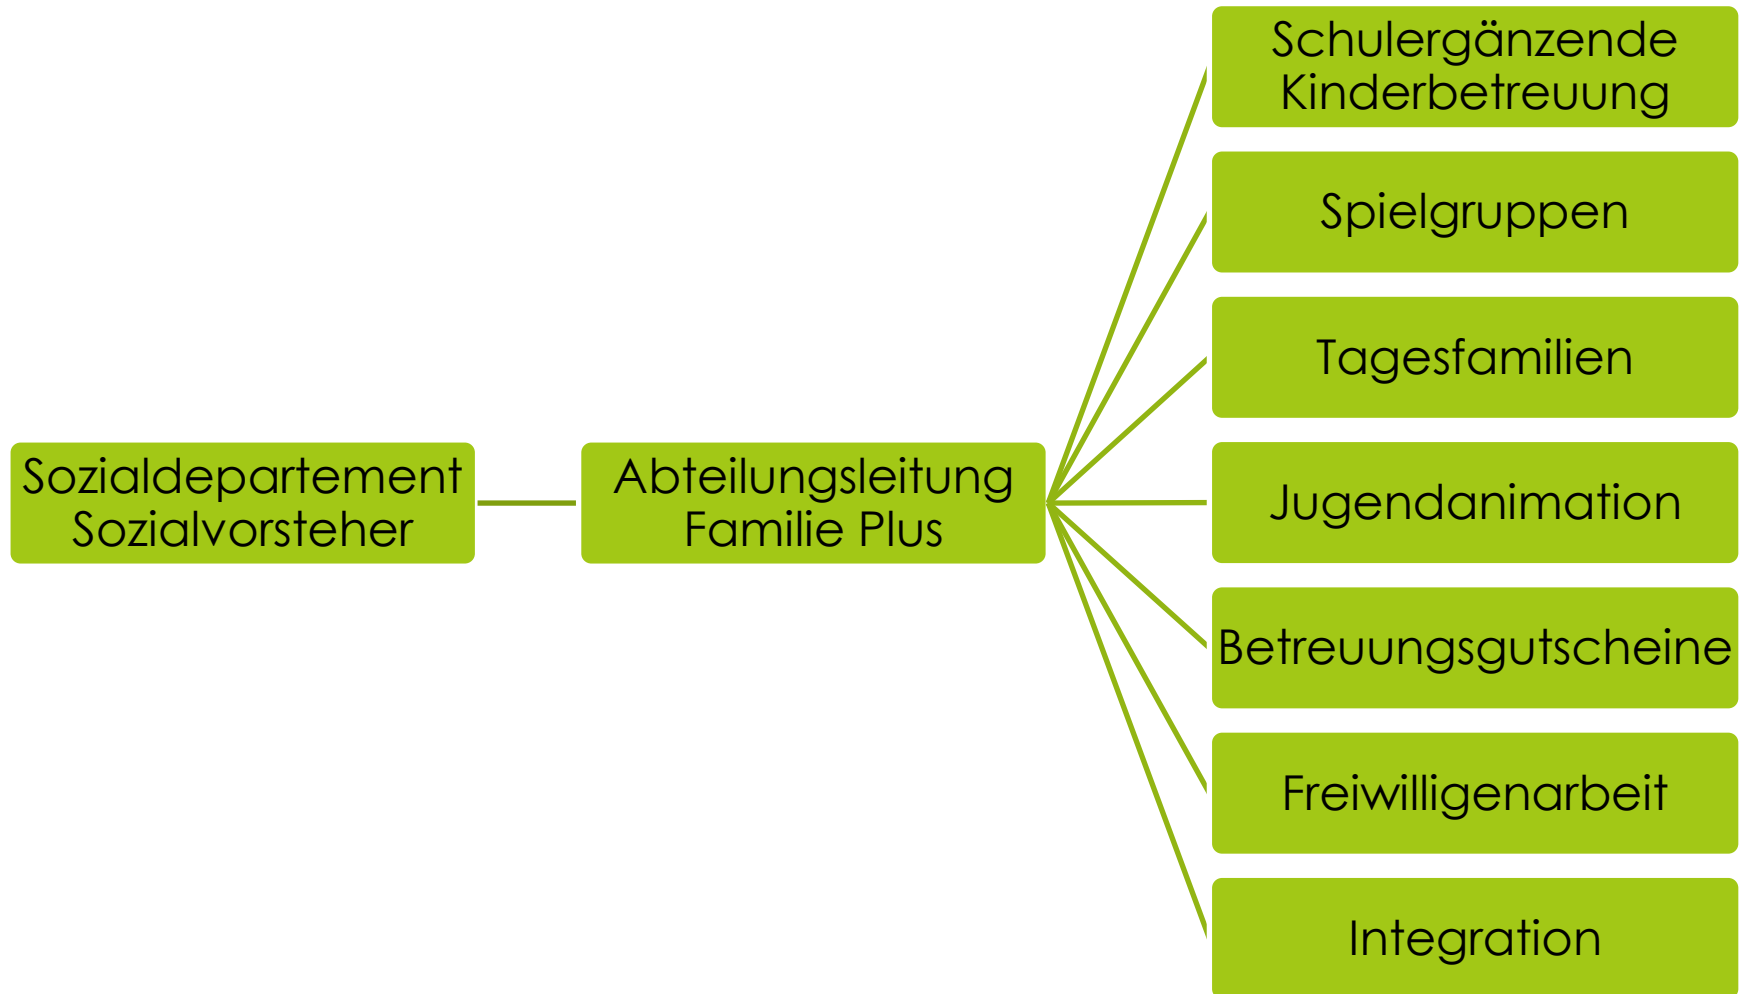 Sozialdepartement
Sozialvorsteher
Abteilungsleitung
Familie Plus
Schulergänzende
Kinderbetreuung
Spielgruppen
Tagesfamilien
Jugendanimation
Betreuungsgutscheine
Freiwilligenarbeit
Integration